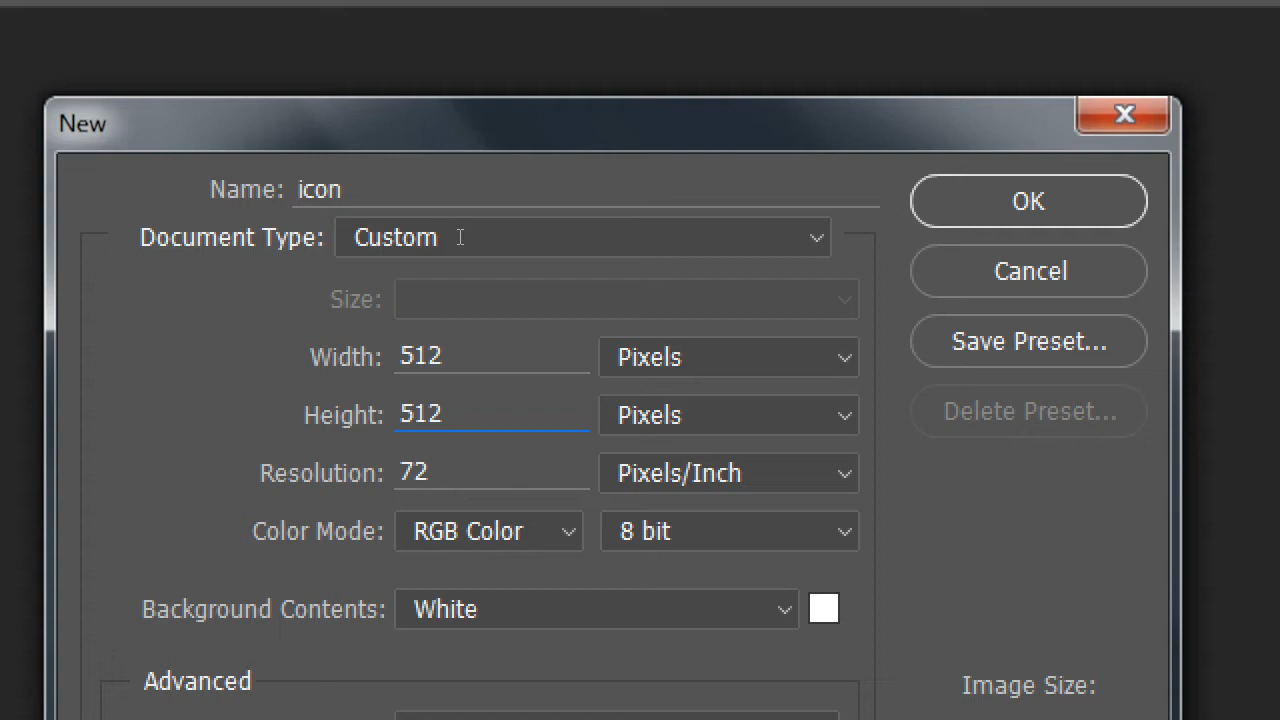 New
Name: icon
OK
Document Type: Custom
Cancel
Size:
Save Preset...
Width: 512 Pixels
Height: 512 Pixels
Delete Preset...
Resolution: 72 Pixels/Inch
Color Mode: RGB Color 8 bit
Background Contents: White
Advanced
Image Size: